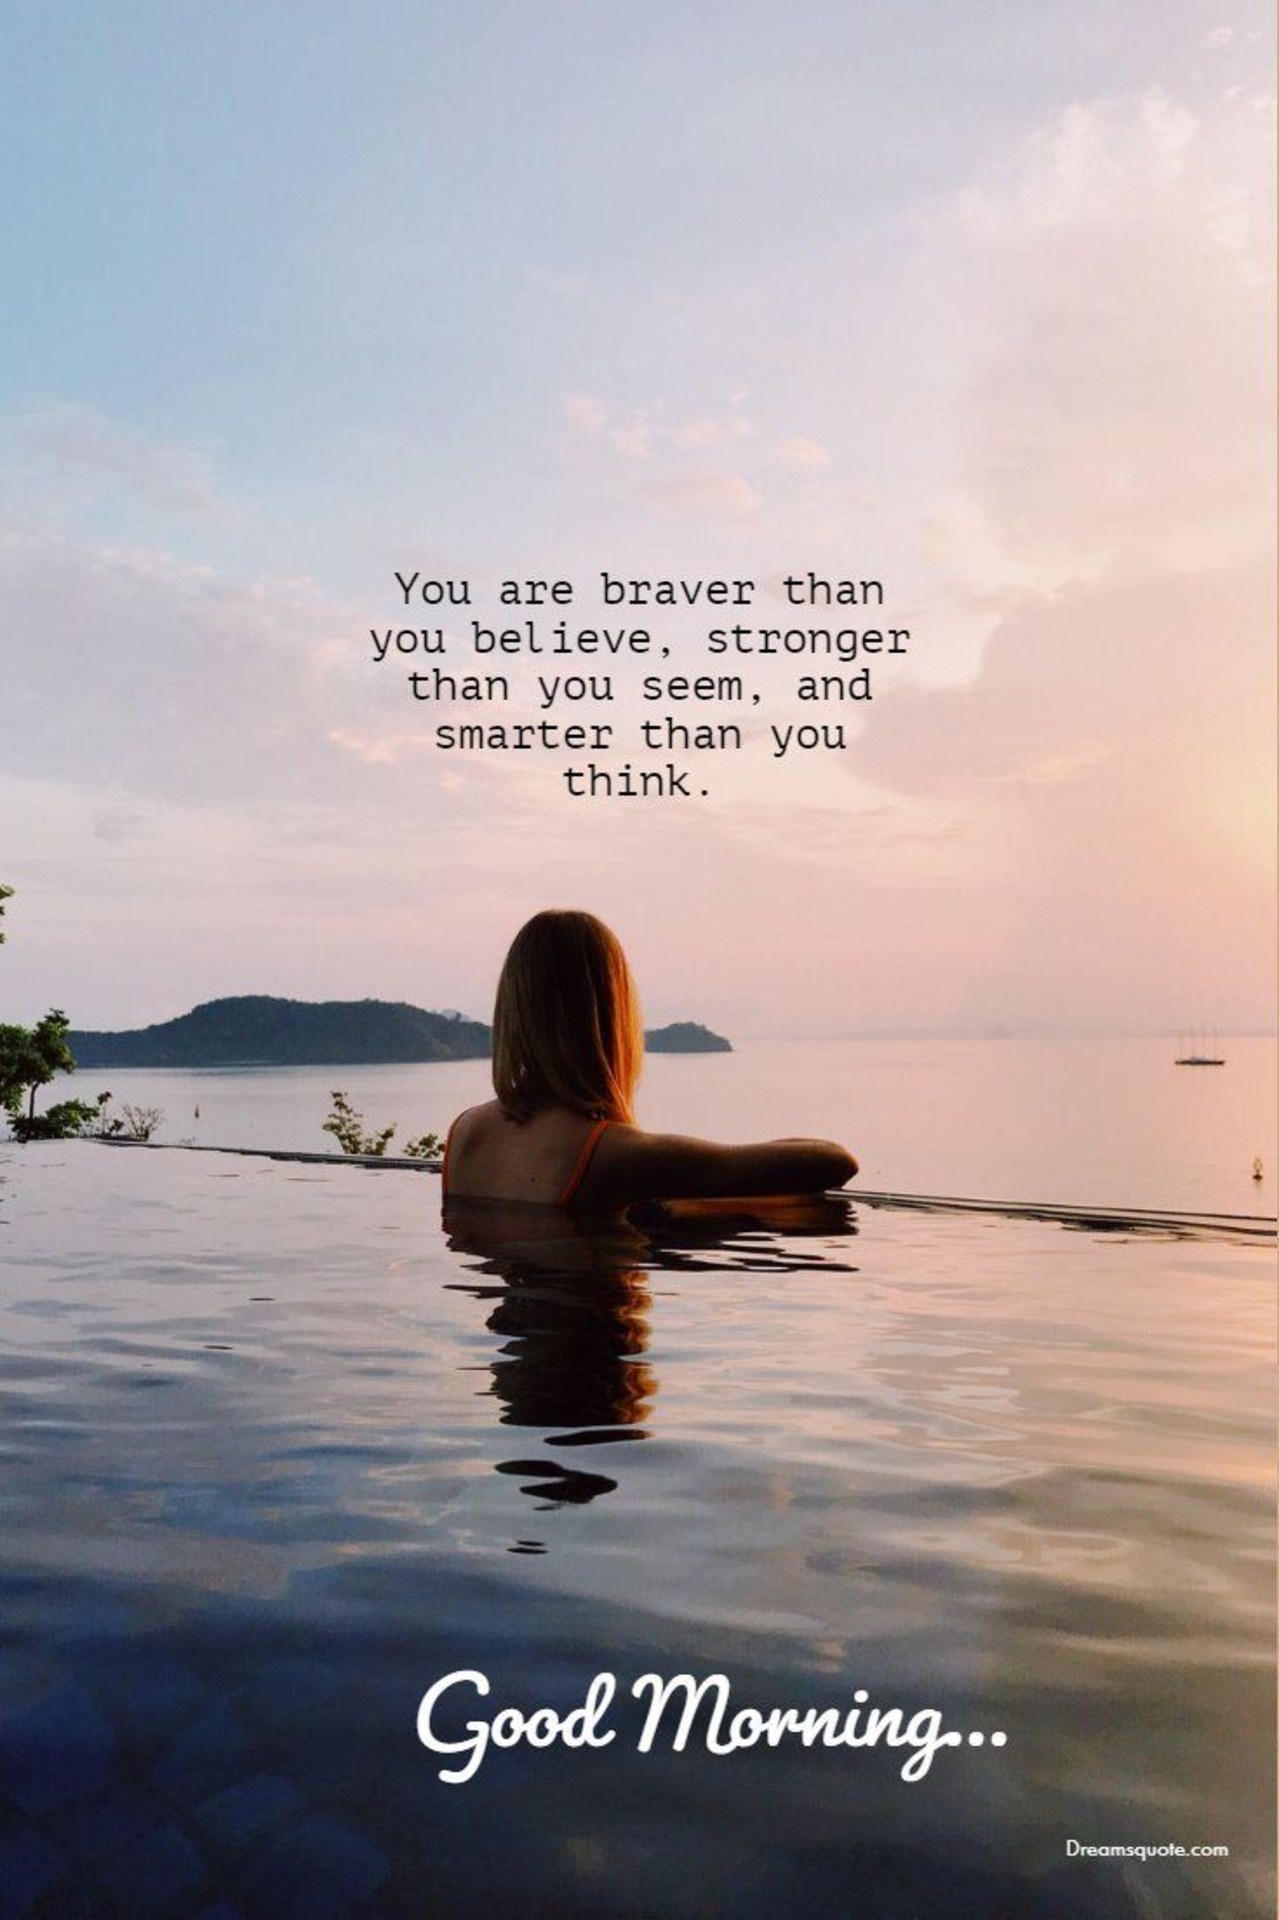 You are braver than
you believe, stronger
than you seem, and
smarter than you
think.
Good Morning...
Dreamsquote.com